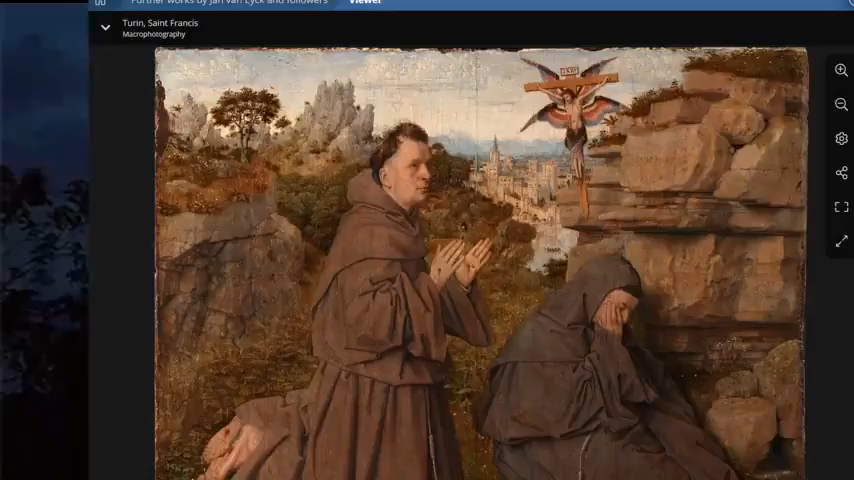 Further works by Jan van Eyck and followers
Viewer
Turin, Saint Francis
Macrophotography